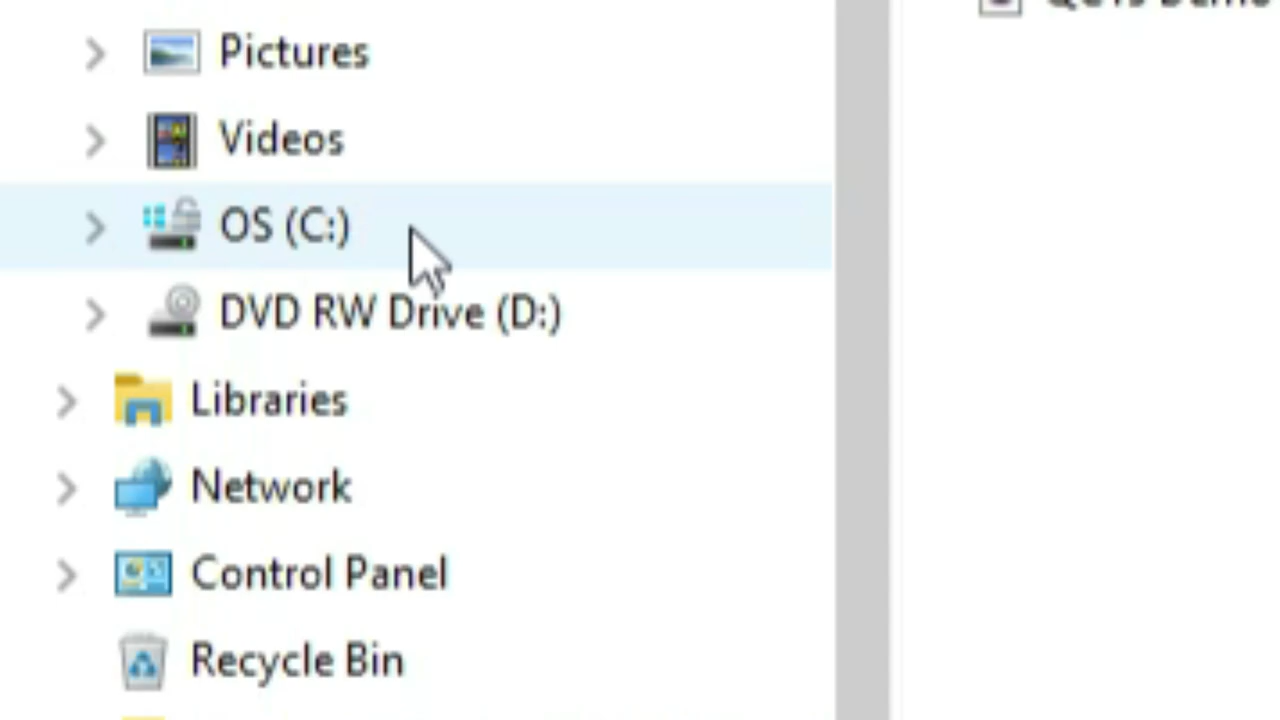 Pictures
Videos
OS (C:)
DVD RW Drive (D:)
Libraries
Network
Control Panel
Recycle Bin